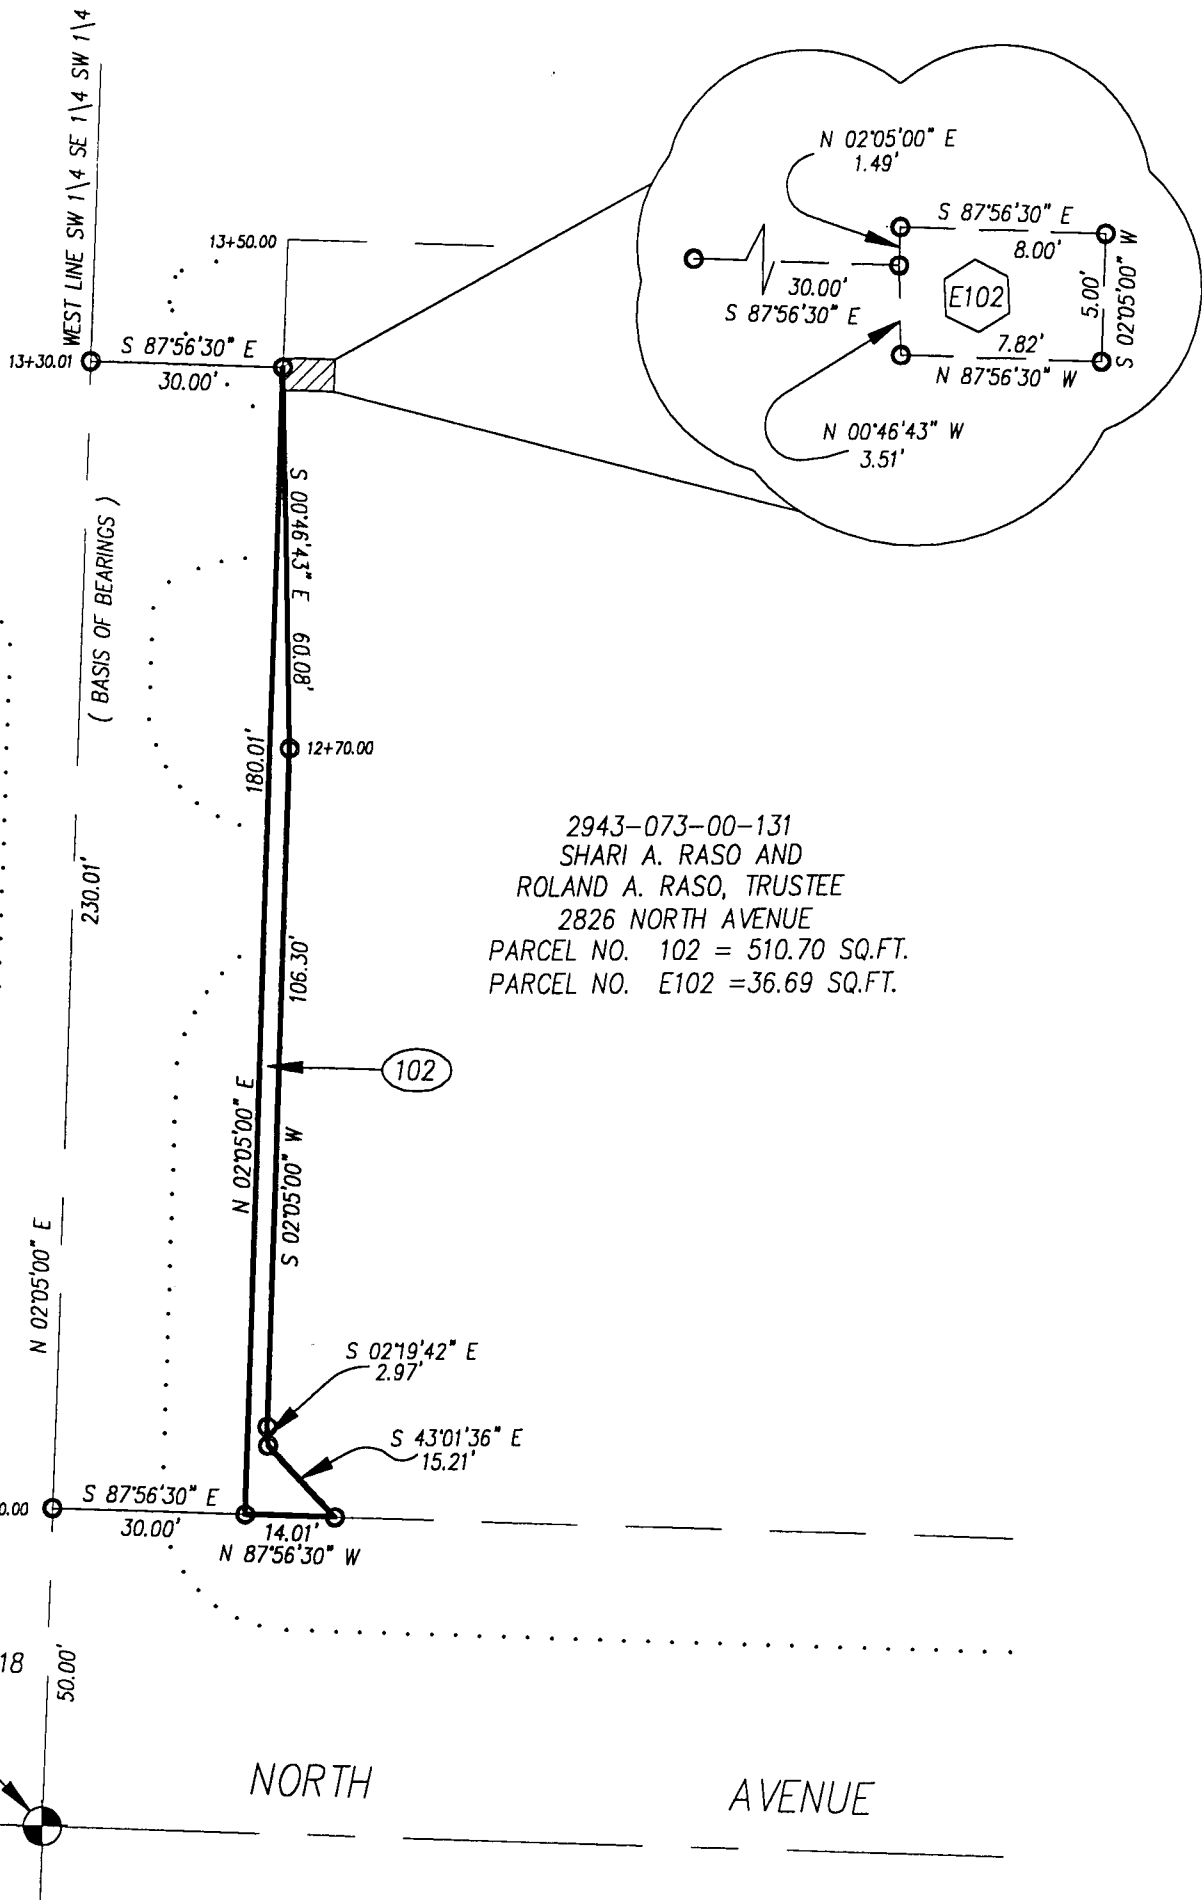 WEST LINE SW 1\4 SE 1\4 SW 1\4
N 02°05'00" E
1.49'
S 87°56'30" E
8.00'
13+50.00
30.00'
S 87°56'30" E
E102
5.00'
S 02°05'00" W
7.82'
N 87°56'30" W
N 00°46'43" W
3.51'
13+30.01
S 87°56'30" E
30.00'
S 00°46'43" E 60.08'
( BASIS OF BEARINGS )
180.01'
12+70.00
230.01'
2943-073-00-131
SHARI A. RASO AND
ROLAND A. RASO, TRUSTEE
2826 NORTH AVENUE
PARCEL NO. 102 = 510.70 SQ.FT.
PARCEL NO. E102 =36.69 SQ.FT.
106.30'
102
N 02°05'00" E
S 02°05'00" W
N 02°05'00" E
S 02°19'42" E
2.97'
S 43°01'36" E
15.21'
0.00
S 87°56'30" E
30.00'
14.01'
N 87°56'30" W
18
50.00'
NORTH AVENUE